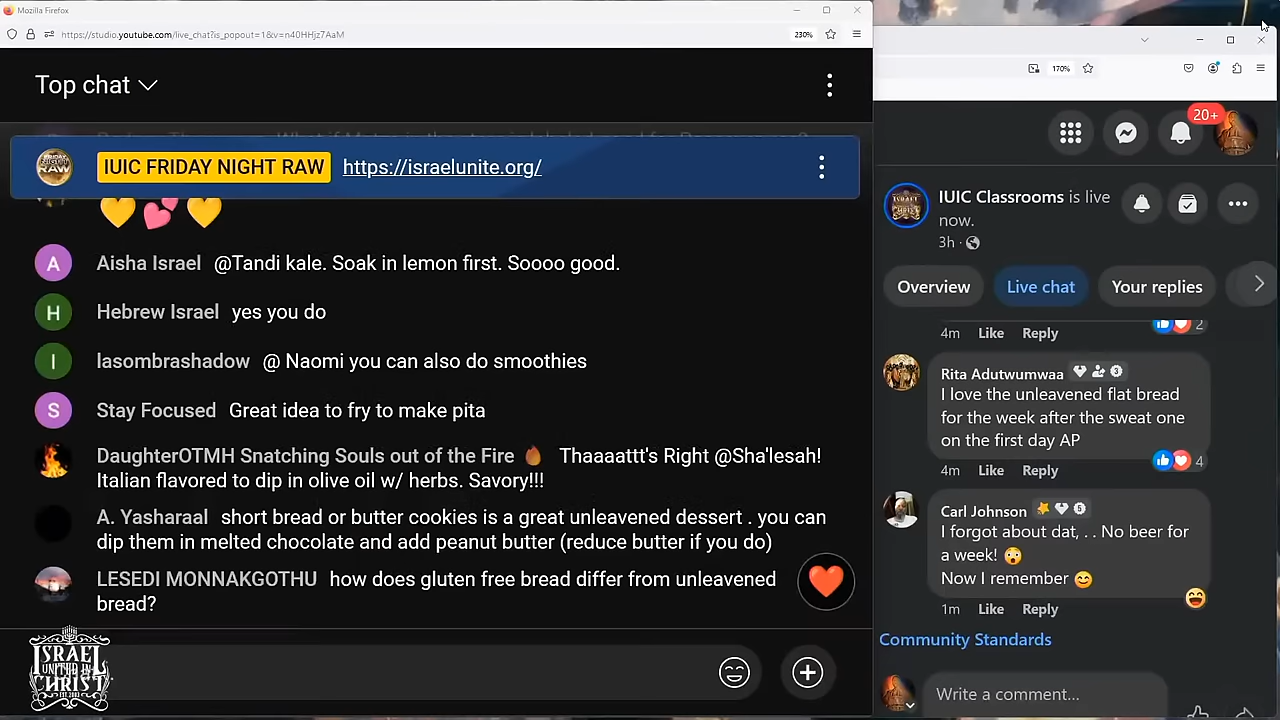 Mozilla Firefox
https://studio.youtube.com/live_chat?is_popout=1&v=n40HHjz7AaM
230%
Top chat
IUIC FRIDAY NIGHT RAW https://israelunite.org/
💛 💕 💛
A Aisha Israel @Tandi kale. Soak in lemon first. Soooo good.
H Hebrew Israel yes you do
I lasombrashadow @ Naomi you can also do smoothies
S Stay Focused Great idea to fry to make pita
DaughterOTMH Snatching Souls out of the Fire 🔥 Thaaaattt's Right @Sha'lesah!
Italian flavored to dip in olive oil w/ herbs. Savory!!!
A. Yasharaal short bread or butter cookies is a great unleavened dessert . you can
dip them in melted chocolate and add peanut butter (reduce butter if you do)
LESEDI MONNAKGOTHU how does gluten free bread differ from unleavened
bread?
ISRAEL
UNITED IN
CHRIST
170%
20+
IUIC Classrooms is live
now.
3h
Overview Live chat Your replies
4m Like Reply 2
Rita Adutwumwaa
I love the unleavened flat bread
for the week after the sweat one
on the first day AP
4m Like Reply 4
Carl Johnson
I forgot about dat, . . No beer for
a week! 😲
Now I remember 😊
1m Like Reply
Community Standards
Write a comment...